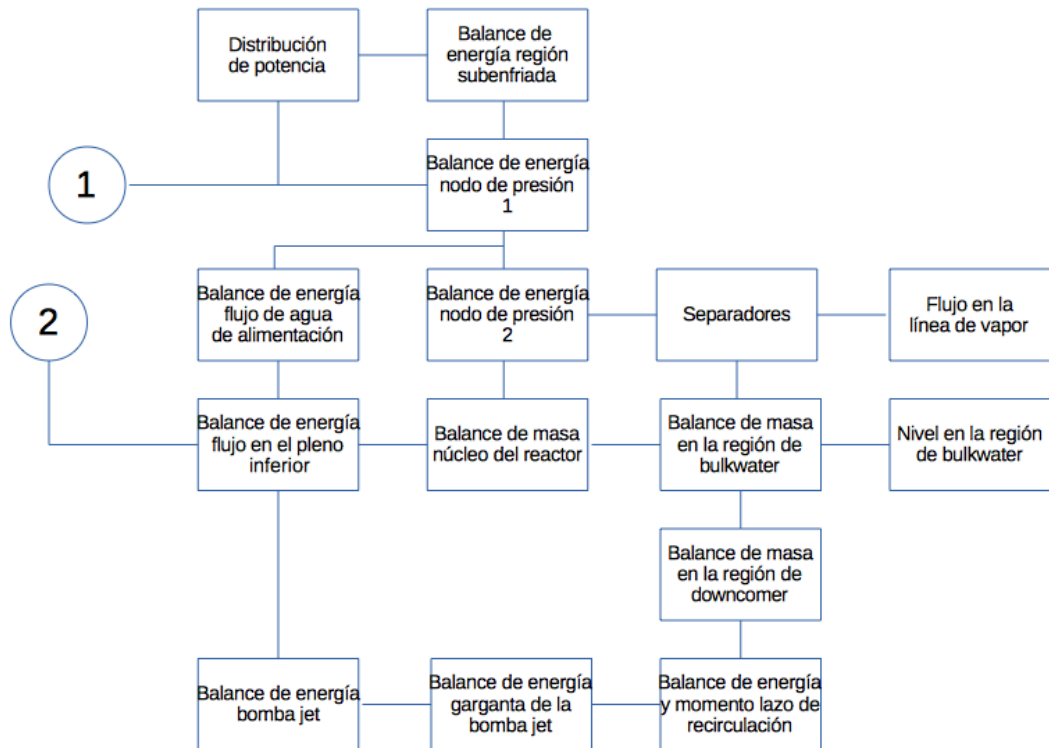 Distribución
de potencia
Balance de
energía región
subenfriada
1
Balance de energía
nodo de presión
1
2
Balance de energía
flujo de agua
de alimentación
Balance de energía
nodo de presión
2
Separadores
Flujo en la
línea de vapor
Balance de energía
flujo en el pleno
inferior
Balance de masa
núcleo del reactor
Balance de masa
en la región de
bulkwater
Nivel en la región
de bulkwater
Balance de masa
en la región de
downcomer
Balance de energía
bomba jet
Balance de energía
garganta de la
bomba jet
Balance de energía
y momento lazo de
recirculación